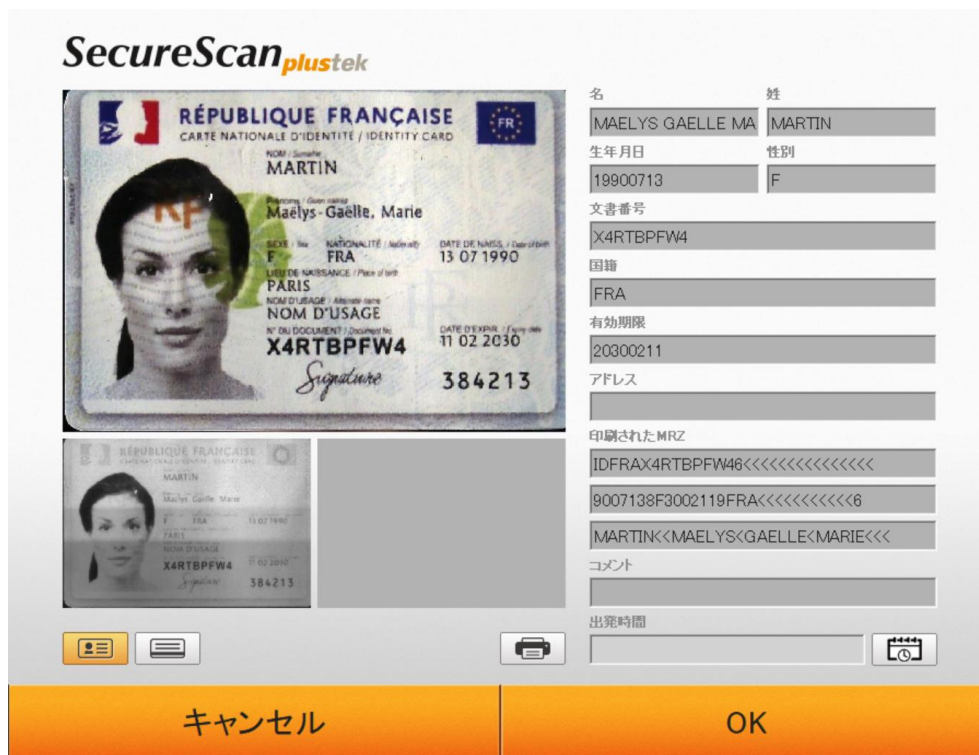 SecureScan plustek
RÉPUBLIQUE FRANÇAISE
FR
CARTE NATIONALE D'IDENTITÉ / IDENTITY CARD
NOM / Surname
MARTIN
Prénoms / Given names
Maëlys-Gaëlle, Marie
SEXE / Sex NATIONALITÉ / Nationality DATE DE NAISS. / Date of birth
F FRA 13 07 1990
LIEU DE NAISSANCE / Place of birth
PARIS
NOM D'USAGE / Alternate name
NOM D'USAGE
N° DU DOCUMENT / Document No DATE D'EXPIR. / Expiry date
X4RTBPFW4 11 02 2030
Signature 384213
RF
RÉPUBLIQUE FRANÇAISE
MARTIN
Maëlys-Gaëlle, Marie
F FRA 13 07 1990
PARIS
NOM D'USAGE
X4RTBPFW4 11 02 2030
Signature 384213
名 姓
MAELYS GAELLE MA MARTIN
生年月日 性別
19900713 F
文書番号
X4RTBPFW4
国籍
FRA
有効期限
20300211
アドレス
印刷されたMRZ
IDFRAX4RTBPFW46<<<<<<<<<<<<<<<
9007138F3002119FRA<<<<<<<<<<<6
MARTIN<<MAELYS<GAELLE<MARIE<<<
コメント
出発時間
キャンセル OK